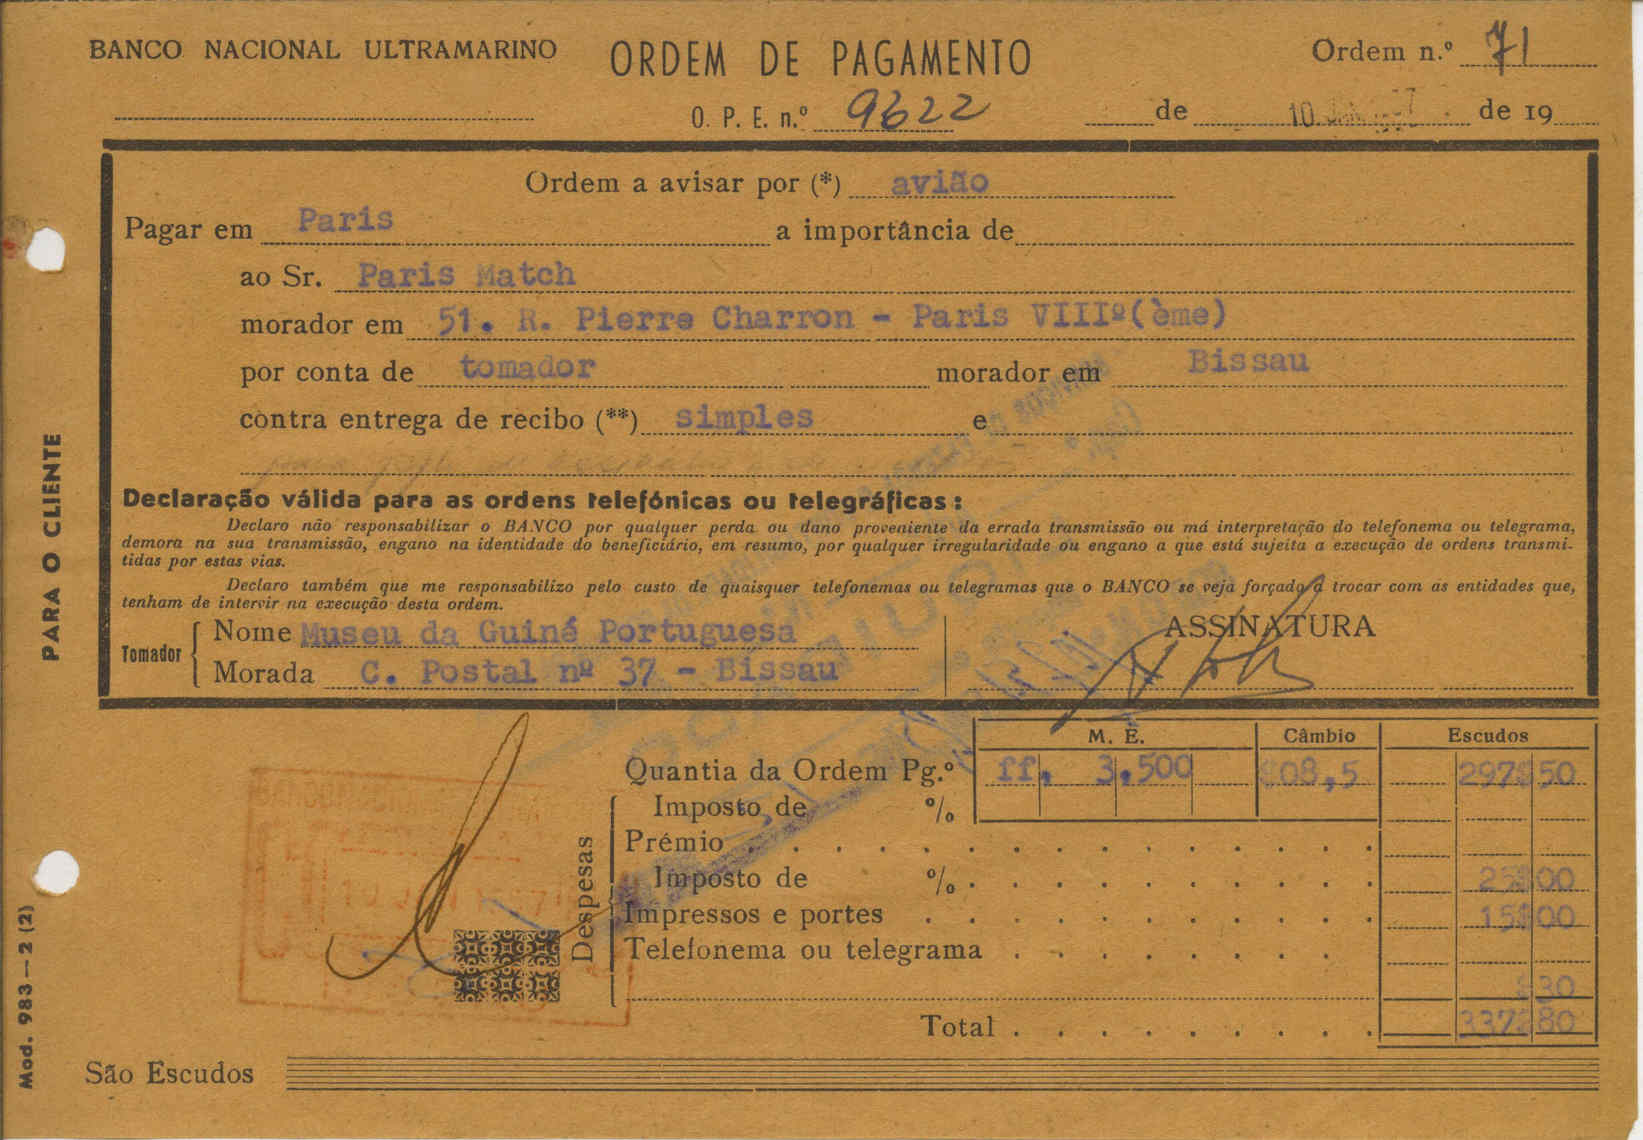 BANCO NACIONAL ULTRAMARINO
ORDEM DE PAGAMENTO
Ordem n.º 71
O. P. E. n.º 9622
de 10 de 19
Ordem a avisar por (*) avião
Pagar em Paris a importância de
ao Sr. Paris Match
morador em 51. R. Pierre Charron - Paris VIIIº(ème)
por conta de tomador morador em Bissau
contra entrega de recibo (**) simples e
Declaração válida para as ordens telefónicas ou telegráficas:
Declaro não responsabilizar o BANCO por qualquer perda ou dano proveniente da errada transmissão ou má interpretação do telefonema ou telegrama,
demora na sua transmissão, engano na identidade do beneficiário, em resumo, por qualquer irregularidade ou engano a que está sujeita a execução de ordens transmi-
tidas por estas vias.
Declaro também que me responsabilizo pelo custo de quaisquer telefonemas ou telegramas que o BANCO se veja forçado a trocar com as entidades que,
tenham de intervir na execução desta ordem.
Tomador
Nome Museu da Guiné Portuguesa
Morada C. Postal nº 37 - Bissau
ASSINATURA
M. E. Câmbio Escudos
Quantia da Ordem Pg.º ff. 3.500 $08,5 297$50
Despesas
Imposto de %
Prémio
Imposto de % 25$00
Impressos e portes 15$00
Telefonema ou telegrama
$30
Total 337$80
São Escudos
PARA O CLIENTE
Mod. 983—2 (2)